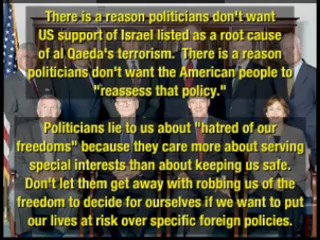 There is a reason politicians don't want
US support of Israel listed as a root cause
of al Qaeda's terrorism.  There is a reason
politicians don't want the American people to
"reassess that policy."
Politicians lie to us about "hatred of our
freedoms" because they care more about serving
special interests than about keeping us safe.
Don't let them get away with robbing us of the
freedom to decide for ourselves if we want to put
our lives at risk over specific foreign policies.